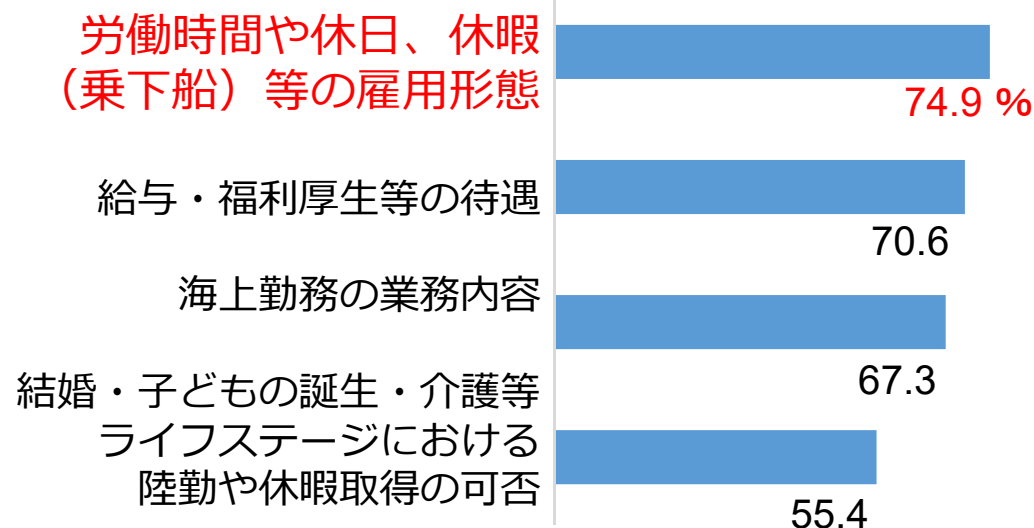 労働時間や休日、休暇
（乗下船）等の雇用形態
74.9 %
給与・福利厚生等の待遇
70.6
海上勤務の業務内容
67.3
結婚・子どもの誕生・介護等
ライフステージにおける
陸勤や休暇取得の可否
55.4